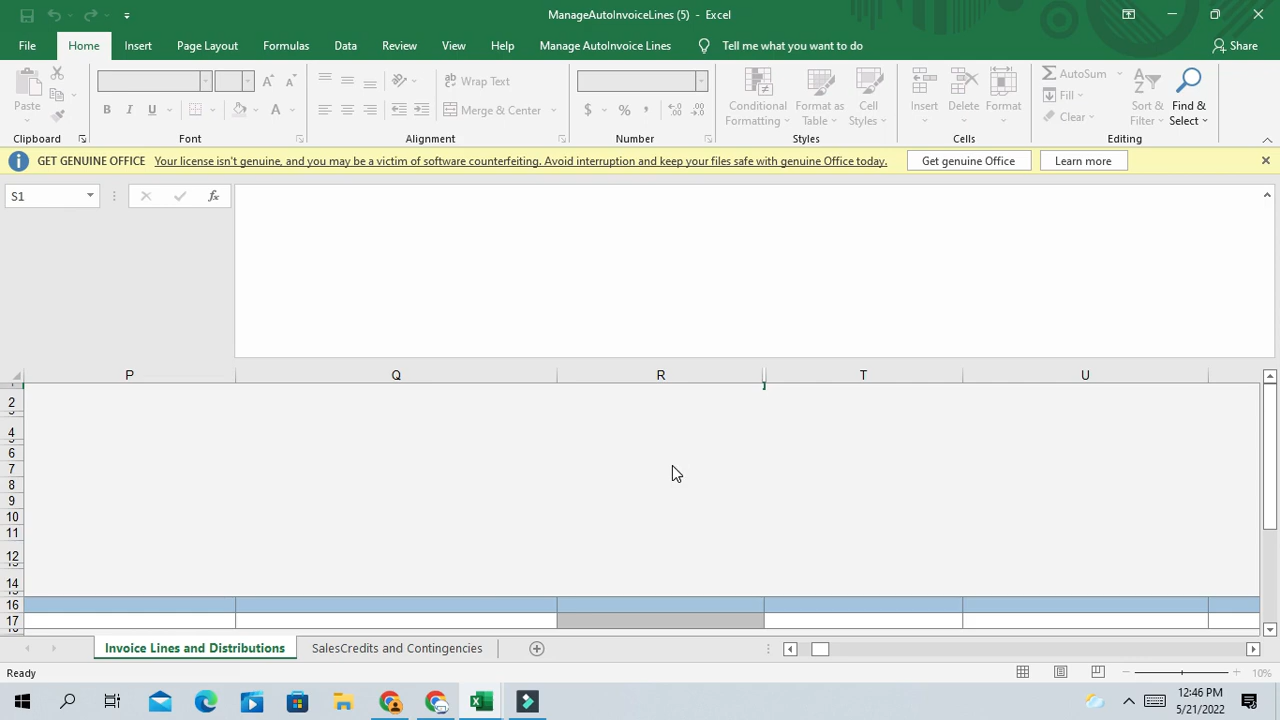 ManageAutoInvoiceLines (5) - Excel
File Home Insert Page Layout Formulas Data Review View Help Manage AutoInvoice Lines Tell me what you want to do Share
Paste
B I U A
Wrap Text
Merge & Center
$ % ,
Conditional Formatting
Format as Table
Cell Styles
Insert
Delete
Format
AutoSum
Fill
Clear
Sort & Filter
Find & Select
Clipboard Font Alignment Number Styles Cells Editing
GET GENUINE OFFICE Your license isn't genuine, and you may be a victim of software counterfeiting. Avoid interruption and keep your files safe with genuine Office today. Get genuine Office Learn more
S1 fx
P Q R T U
2
4
6
7
8
9
10
11
12
14
16
17
Invoice Lines and Distributions SalesCredits and Contingencies
Ready 10%
12:46 PM
5/21/2022